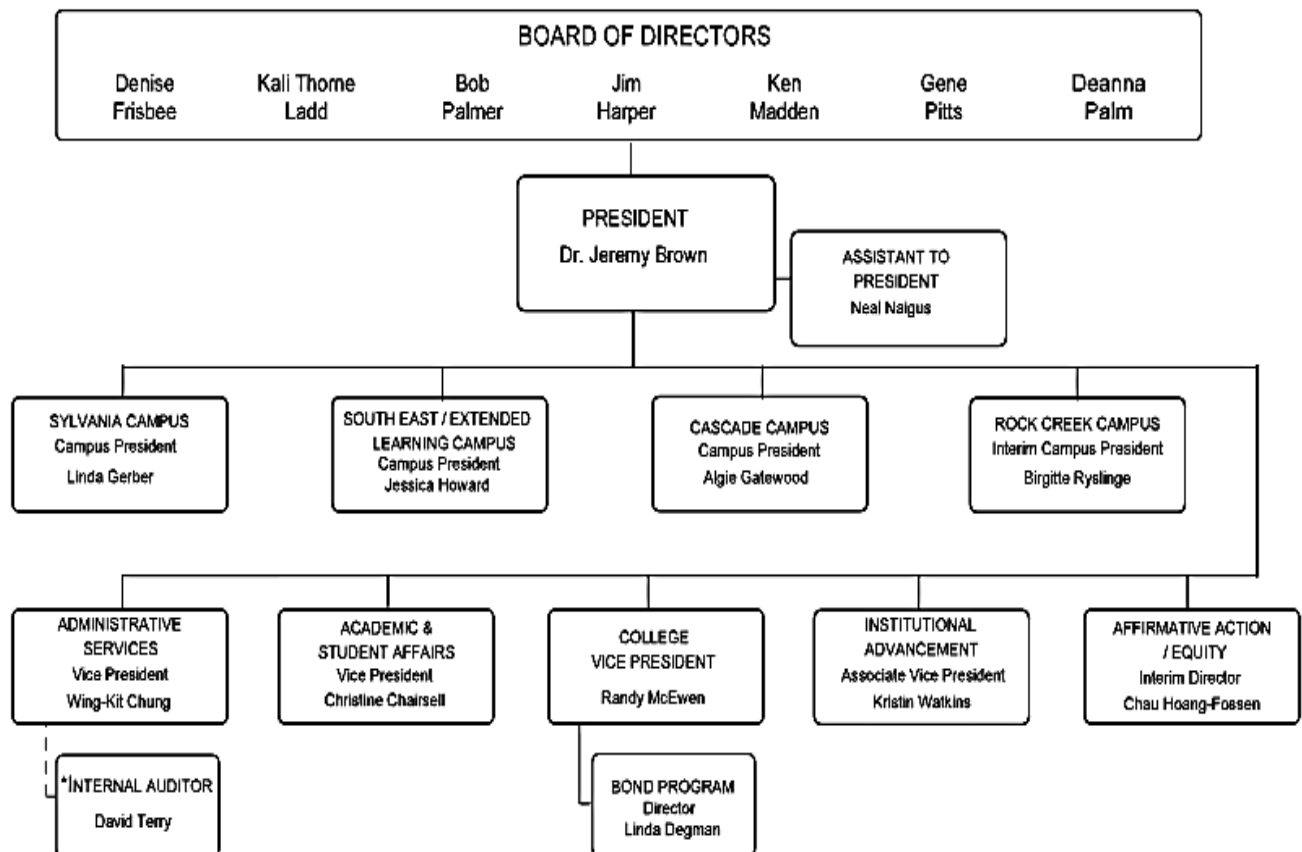 BOARD OF DIRECTORS
Denise Kali Thorne Bob Jim Ken Gene Deanna
Frisbee Ladd Palmer Harper Madden Pitts Palm
PRESIDENT
Dr. Jeremy Brown
ASSISTANT TO
PRESIDENT
Neal Naigus
SYLVANIA CAMPUS
Campus President
Linda Gerber
SOUTH EAST / EXTENDED
LEARNING CAMPUS
Campus President
Jessica Howard
CASCADE CAMPUS
Campus President
Algie Gatewood
ROCK CREEK CAMPUS
Interim Campus President
Birgitte Ryslinge
ADMINISTRATIVE
SERVICES
Vice President
Wing-Kit Chung
ACADEMIC &
STUDENT AFFAIRS
Vice President
Christine Chairsell
COLLEGE
VICE PRESIDENT
Randy McEwen
INSTITUTIONAL
ADVANCEMENT
Associate Vice President
Kristin Watkins
AFFIRMATIVE ACTION
/ EQUITY
Interim Director
Chau Hoang-Fossen
*INTERNAL AUDITOR
David Terry
BOND PROGRAM
Director
Linda Degman